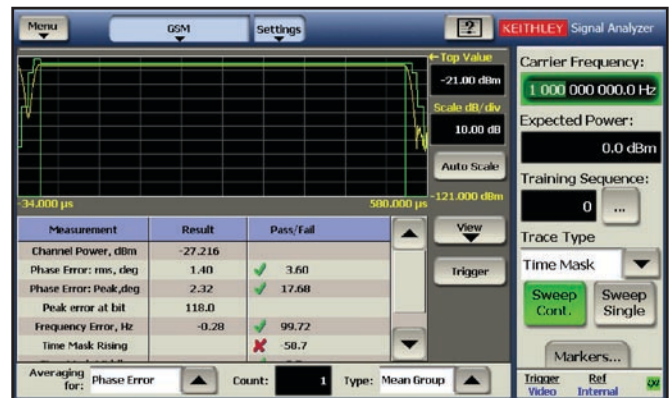 Menu
GSM
Settings
?
KEITHLEY Signal Analyzer
←Top Value
-21.00 dBm
Scale dB/div
10.00 dB
Auto Scale
-121.000 dBm
-34.000 µs
580.000 µs
Measurement Result Pass/Fail
Channel Power, dBm -27.216
Phase Error: rms, deg 1.40 3.60
Phase Error: Peak,deg 2.32 17.68
Peak error at bit 118.0
Frequency Error, Hz -0.28 99.72
Time Mask Rising -58.7
View
Trigger
Averaging for: Phase Error
Count: 1
Type: Mean Group
Carrier Frequency:
1 000 000 000.0 Hz
Expected Power:
0.0 dBm
Training Sequence:
0 ...
Trace Type
Time Mask
Sweep Cont.
Sweep Single
Markers...
Trigger Video
Ref Internal